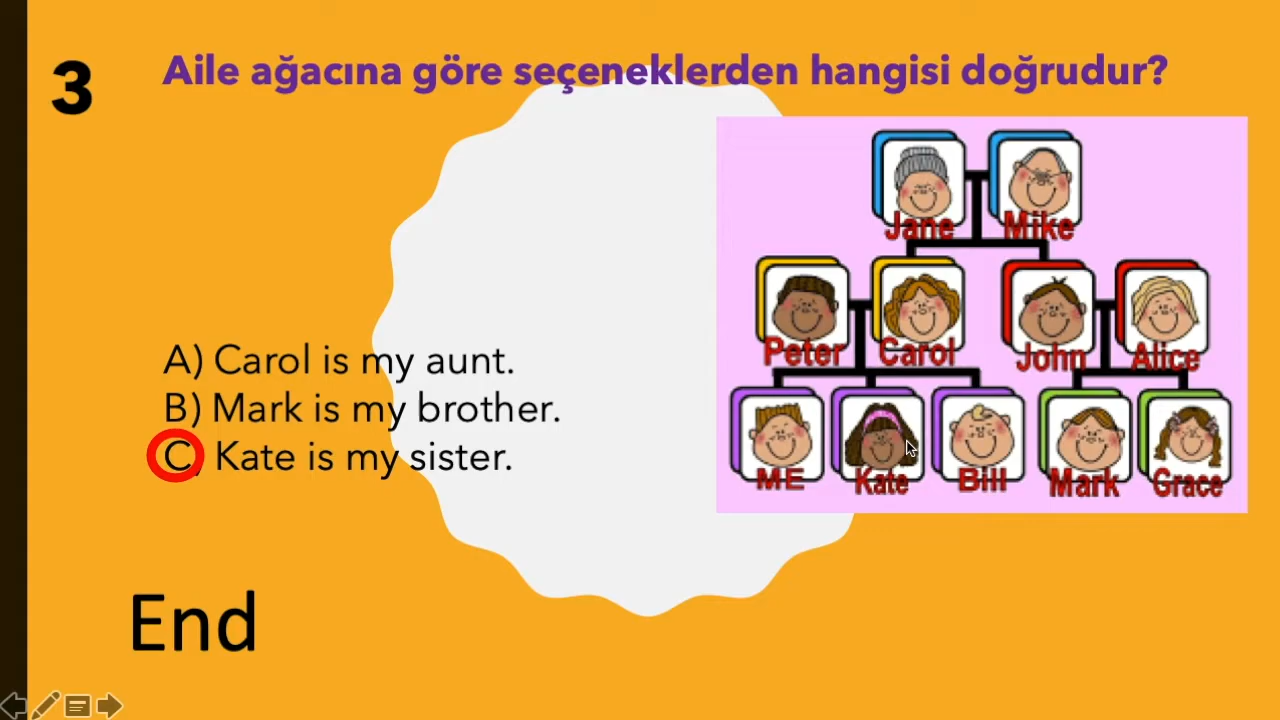 3
Aile ağacına göre seçeneklerden hangisi doğrudur?
Jane Mike
Peter Carol John Alice
ME Kate Bill Mark Grace
A) Carol is my aunt.
B) Mark is my brother.
C) Kate is my sister.
End